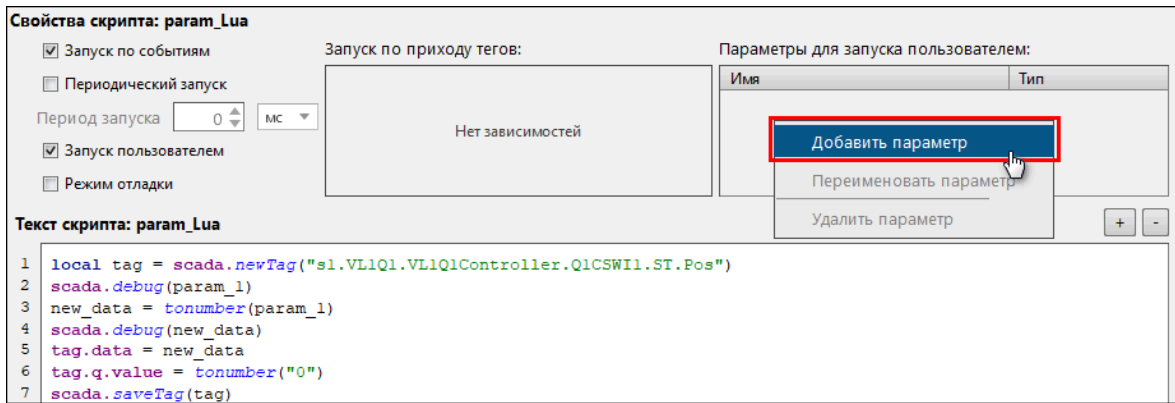 Свойства скрипта: param_Lua
Запуск по событиям
Периодический запуск
Период запуска 0 мс
Запуск пользователем
Режим отладки
Запуск по приходу тегов:
Нет зависимостей
Параметры для запуска пользователем:
Имя Тип
Добавить параметр
Переименовать параметр
Удалить параметр
Текст скрипта: param_Lua + -
1 local tag = scada.newTag("s1.VL1Q1.VL1Q1Controller.Q1CSWI1.ST.Pos")
2 scada.debug(param_1)
3 new_data = tonumber(param_1)
4 scada.debug(new_data)
5 tag.data = new_data
6 tag.q.value = tonumber("0")
7 scada.saveTag(tag)